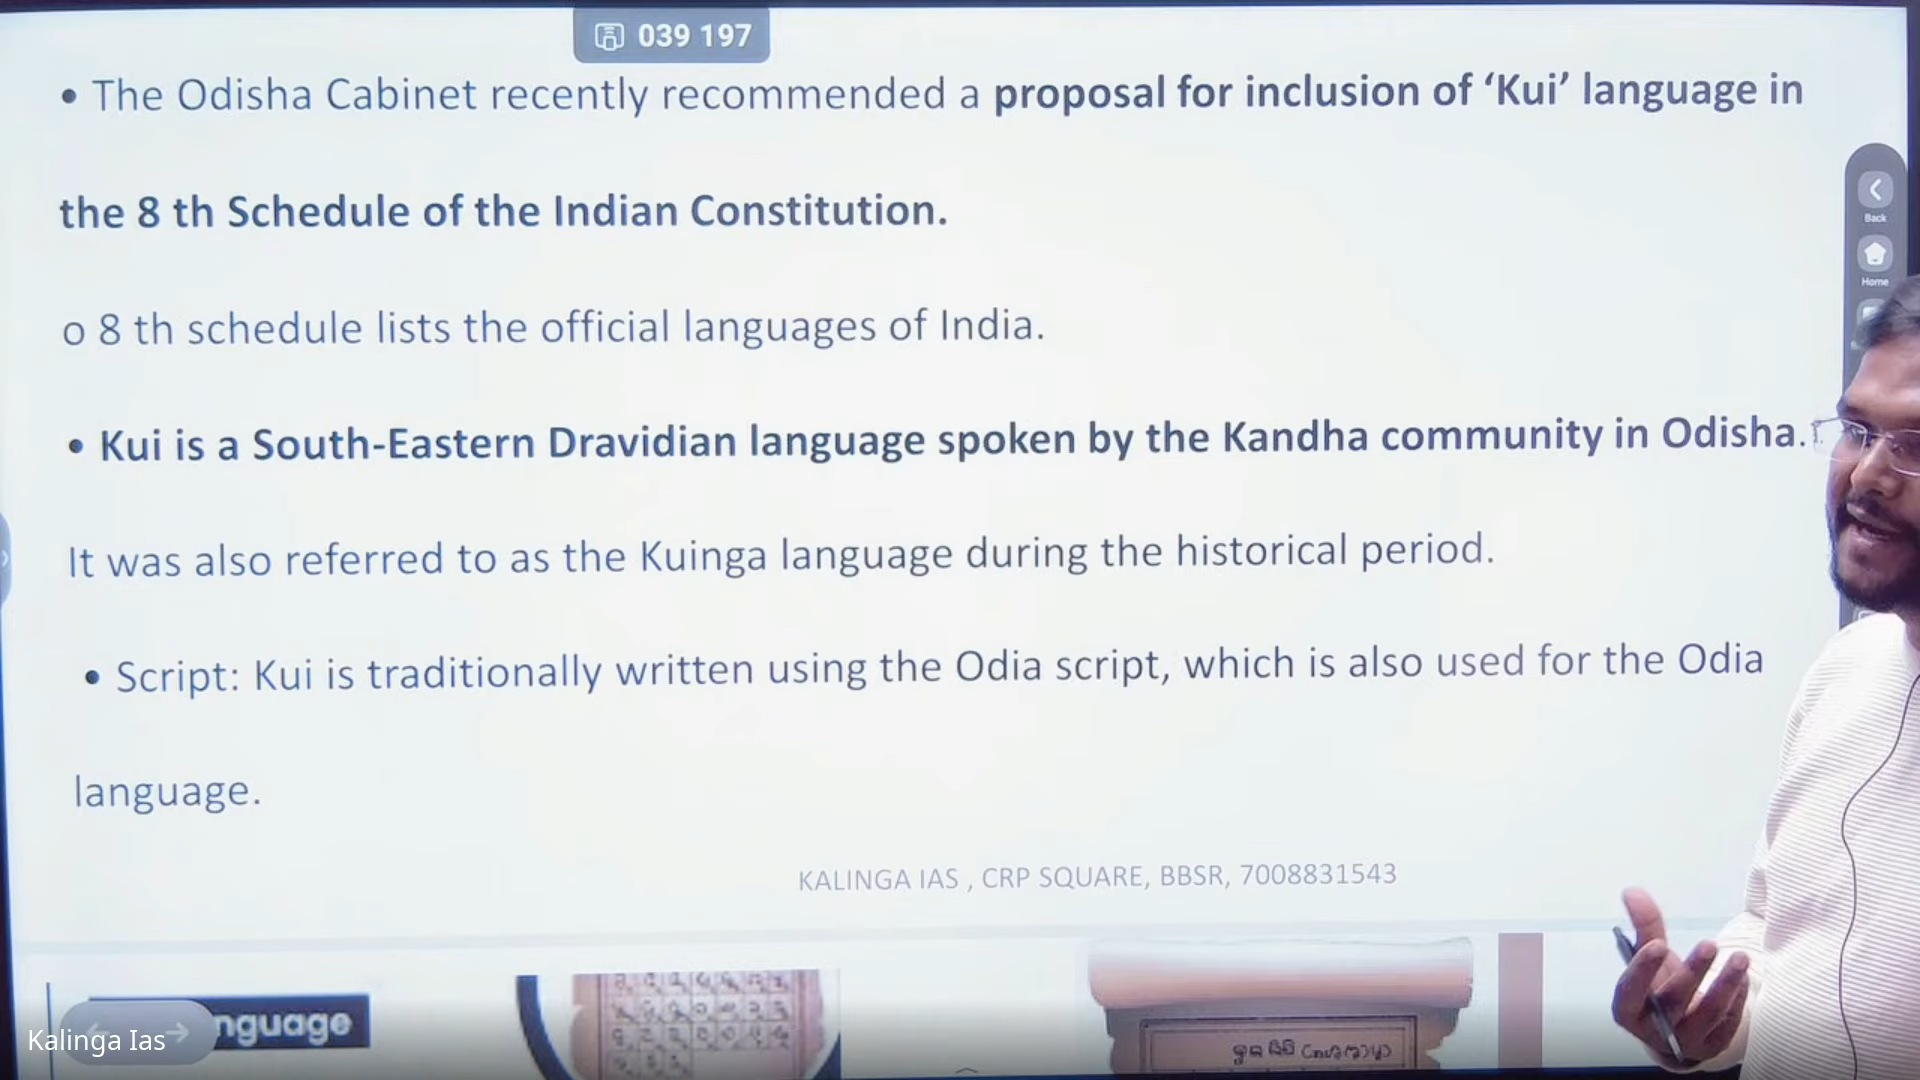 039 197
• The Odisha Cabinet recently recommended a proposal for inclusion of ‘Kui’ language in
the 8 th Schedule of the Indian Constitution.
o 8 th schedule lists the official languages of India.
• Kui is a South-Eastern Dravidian language spoken by the Kandha community in Odisha.
It was also referred to as the Kuinga language during the historical period.
• Script: Kui is traditionally written using the Odia script, which is also used for the Odia
language.
KALINGA IAS , CRP SQUARE, BBSR, 7008831543
Back
Home
Kalinga Ias